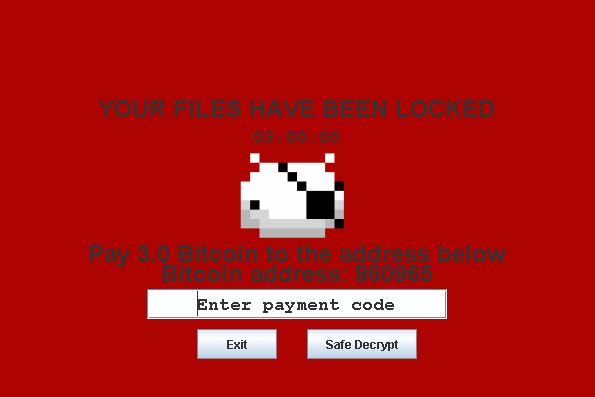 YOUR FILES HAVE BEEN LOCKED
03:00:00
Pay 3.0 Bitcoin to the address below
Bitcoin address: 860965
Enter payment code
Exit
Safe Decrypt